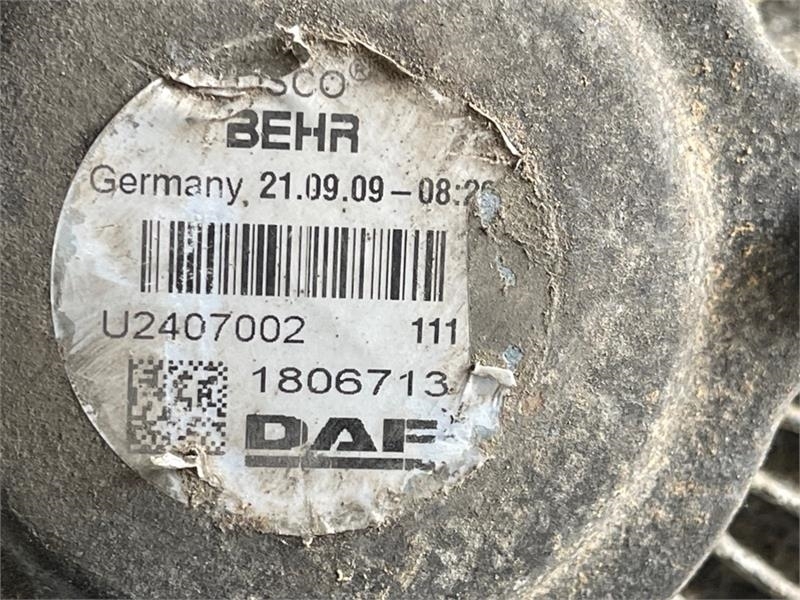 BEHR
Germany, 21.09.09 – 08:2
U2407002 111
1806713
DAF